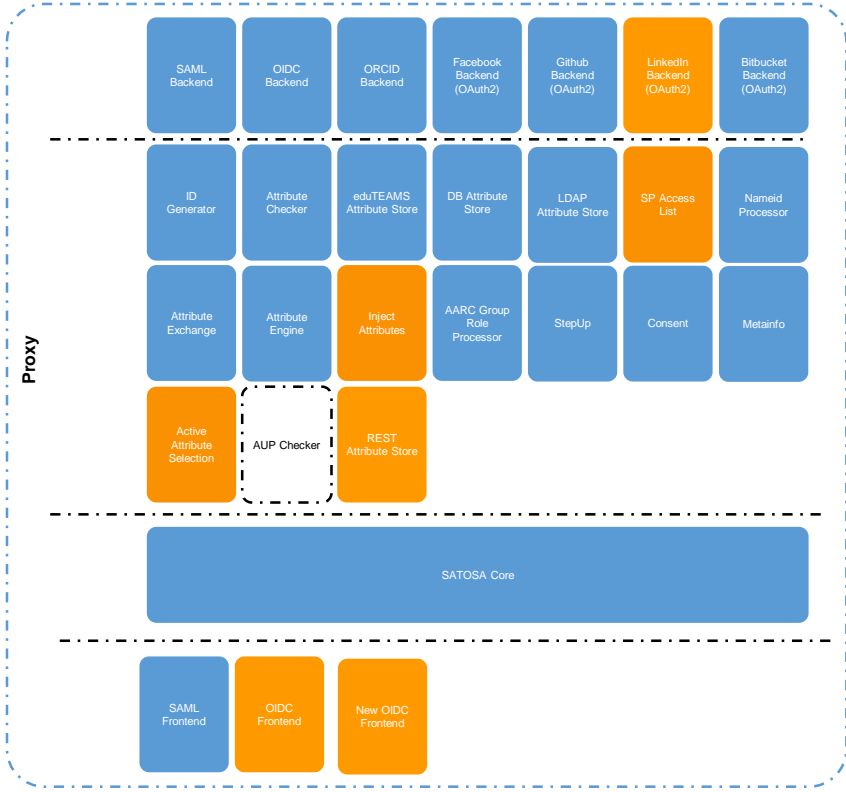 SAML
Backend
OIDC
Backend
ORCID
Backend
Facebook
Backend
(OAuth2)
Github
Backend
(OAuth2)
LinkedIn
Backend
(OAuth2)
Bitbucket
Backend
(OAuth2)
ID
Generator
Attribute
Checker
eduTEAMS
Attribute Store
DB Attribute
Store
LDAP
Attribute Store
SP Access
List
Nameid
Processor
Proxy
Attribute
Exchange
Attribute
Engine
Inject
Attributes
AARC Group
Role
Processor
StepUp
Consent
Metainfo
Active
Attribute
Selection
AUP Checker
REST
Attribute Store
SATOSA Core
SAML
Frontend
OIDC
Frontend
New OIDC
Frontend